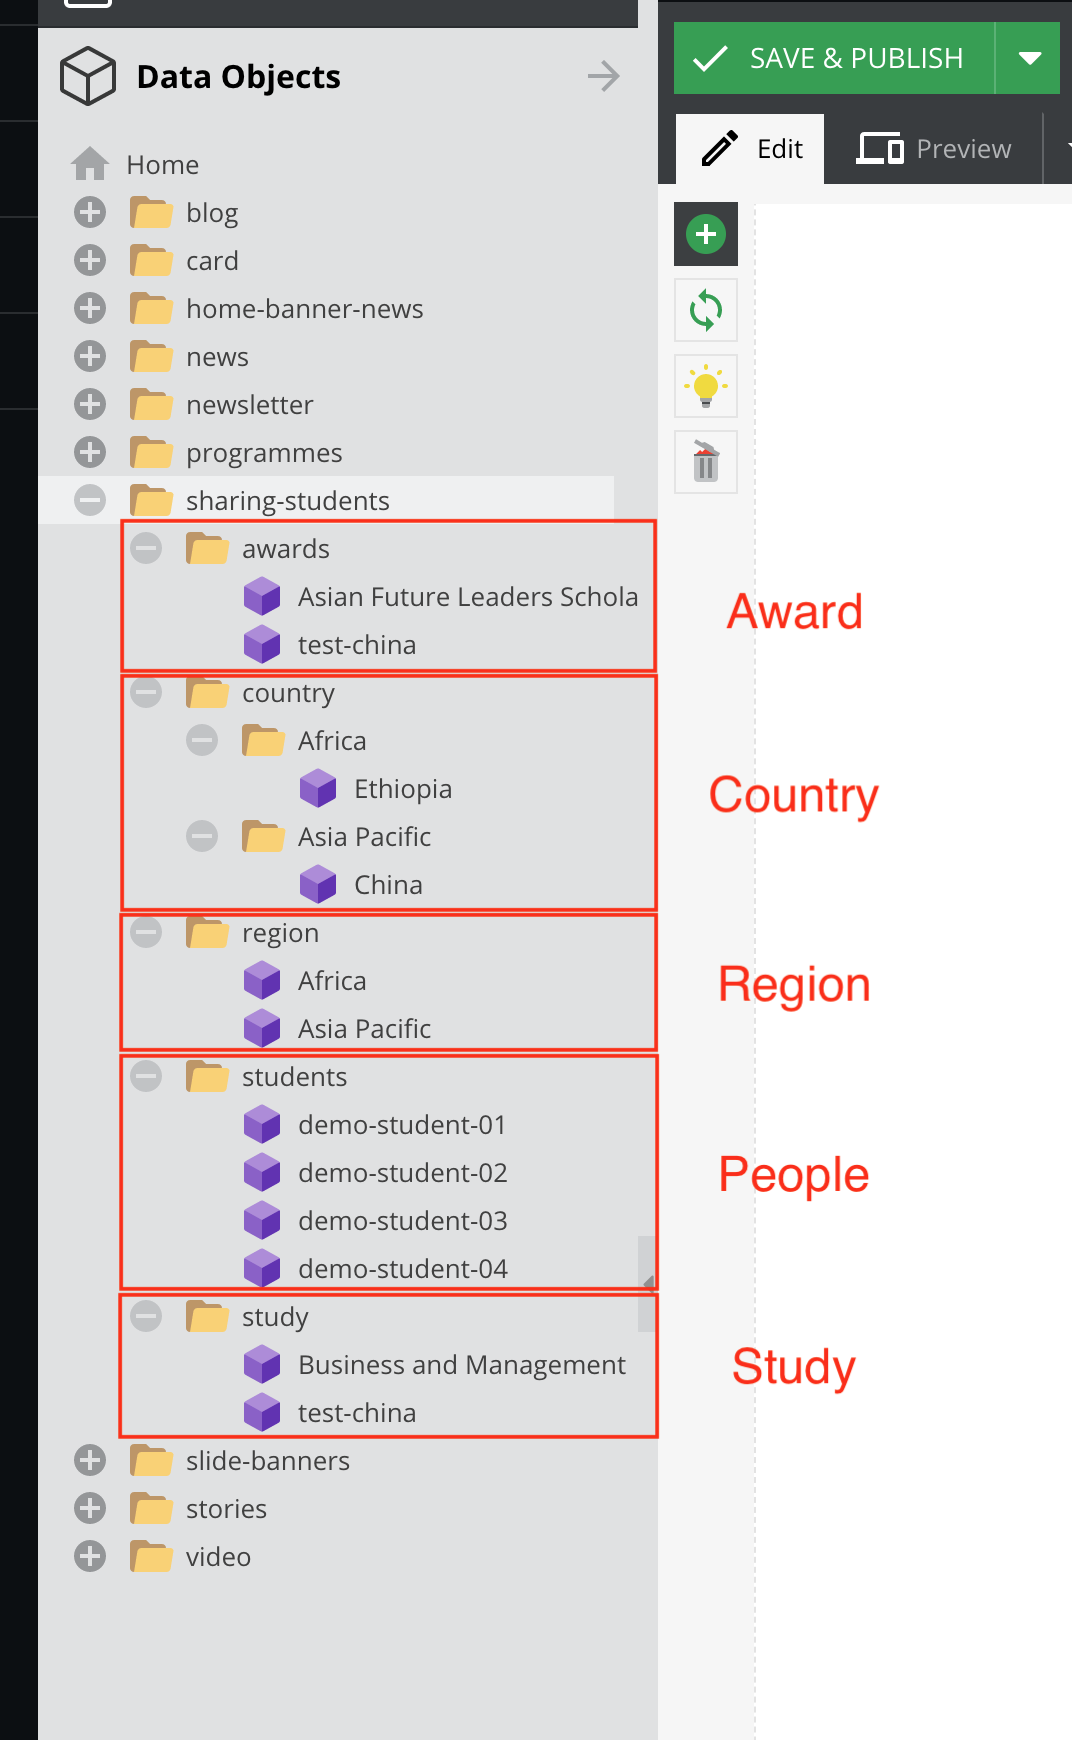 Data Objects
Home
blog
card
home-banner-news
news
newsletter
programmes
sharing-students
awards
Asian Future Leaders Schola
test-china
country
Africa
Ethiopia
Asia Pacific
China
region
Africa
Asia Pacific
students
demo-student-01
demo-student-02
demo-student-03
demo-student-04
study
Business and Management
test-china
slide-banners
stories
video
SAVE & PUBLISH
Edit
Preview
Award
Country
Region
People
Study